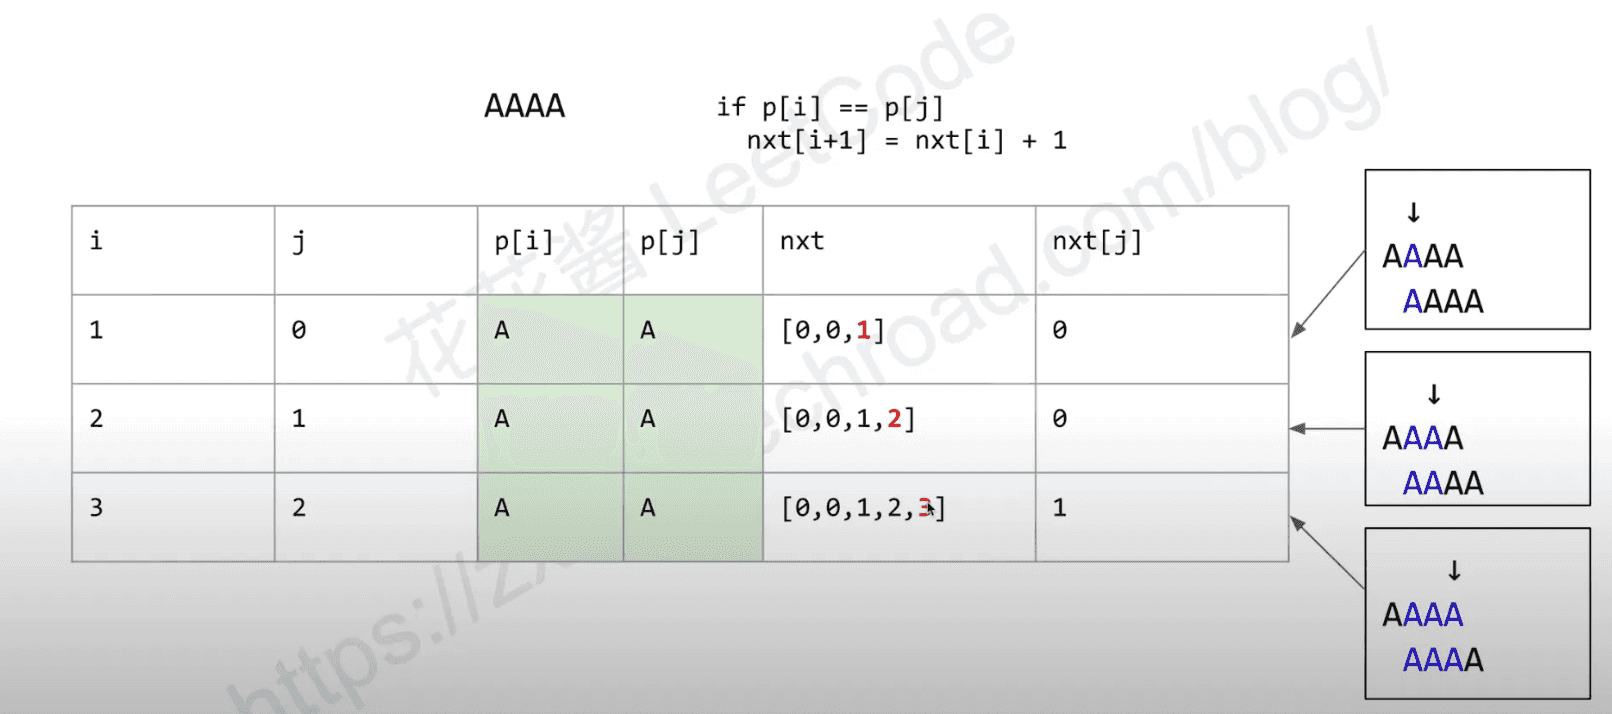 AAAA
if p[i] == p[j]
nxt[i+1] = nxt[i] + 1
i j p[i] p[j] nxt nxt[j]
1 0 A A [0,0,1] 0
2 1 A A [0,0,1,2] 0
3 2 A A [0,0,1,2,3] 1
↓
AAAA
AAAA
↓
AAAA
AAAA
↓
AAAA
AAAA
花花酱 LeetCode
https://zx
echroad.com/blog/